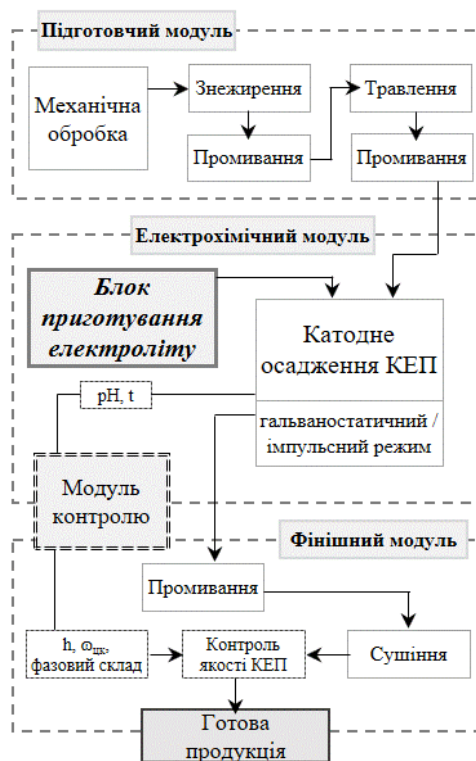 Підготовчий модуль
Механічна
обробка
Знежирення
Промивання
Травлення
Промивання
Електрохімічний модуль
Блок
приготування
електроліту
Катодне
осадження КЕП
гальваностатичний /
імпульсний режим
pH, t
Модуль
контролю
Фінішний модуль
Промивання
h, ω цк,
фазовий склад
Контроль
якості КЕП
Сушіння
Готова
продукція